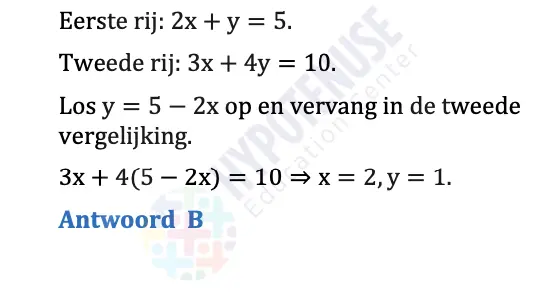 Eerste rij: 2x + y = 5.
Tweede rij: 3x + 4y = 10.
Los y = 5 − 2x op en vervang in de tweede
vergelijking.
3x + 4(5 − 2x) = 10 ⇒ x = 2, y = 1.
Antwoord B
HYPOTENUSE
Education Center